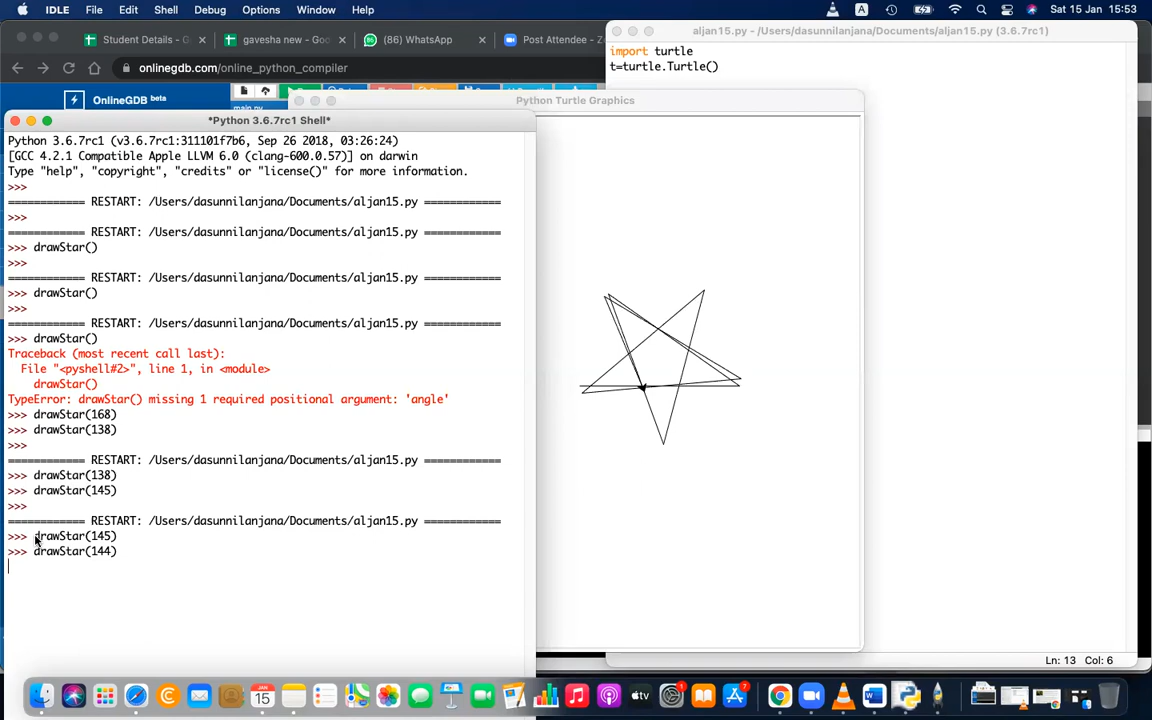 IDLE File Edit Shell Debug Options Window Help
A Sat 15 Jan 15:53
Student Details - G
gavesha new - Goo
(86) WhatsApp
Post Attendee - Z
onlinegdb.com/online_python_compiler
OnlineGDB beta
main.py
aljan15.py - /Users/dasunnilanjana/Documents/aljan15.py (3.6.7rc1)
import turtle
t=turtle.Turtle()
Python Turtle Graphics
*Python 3.6.7rc1 Shell*
Python 3.6.7rc1 (v3.6.7rc1:311101f7b6, Sep 26 2018, 03:26:24)
[GCC 4.2.1 Compatible Apple LLVM 6.0 (clang-600.0.57)] on darwin
Type "help", "copyright", "credits" or "license()" for more information.
>>>
============ RESTART: /Users/dasunnilanjana/Documents/aljan15.py ============
>>>
============ RESTART: /Users/dasunnilanjana/Documents/aljan15.py ============
>>> drawStar()
>>>
============ RESTART: /Users/dasunnilanjana/Documents/aljan15.py ============
>>> drawStar()
>>>
============ RESTART: /Users/dasunnilanjana/Documents/aljan15.py ============
>>> drawStar()
Traceback (most recent call last):
File "<pyshell#2>", line 1, in <module>
drawStar()
TypeError: drawStar() missing 1 required positional argument: 'angle'
>>> drawStar(168)
>>> drawStar(138)
>>>
============ RESTART: /Users/dasunnilanjana/Documents/aljan15.py ============
>>> drawStar(138)
>>> drawStar(145)
>>>
============ RESTART: /Users/dasunnilanjana/Documents/aljan15.py ============
>>> drawStar(145)
>>> drawStar(144)
Ln: 13 Col: 6
JAN
15
tv
1
7